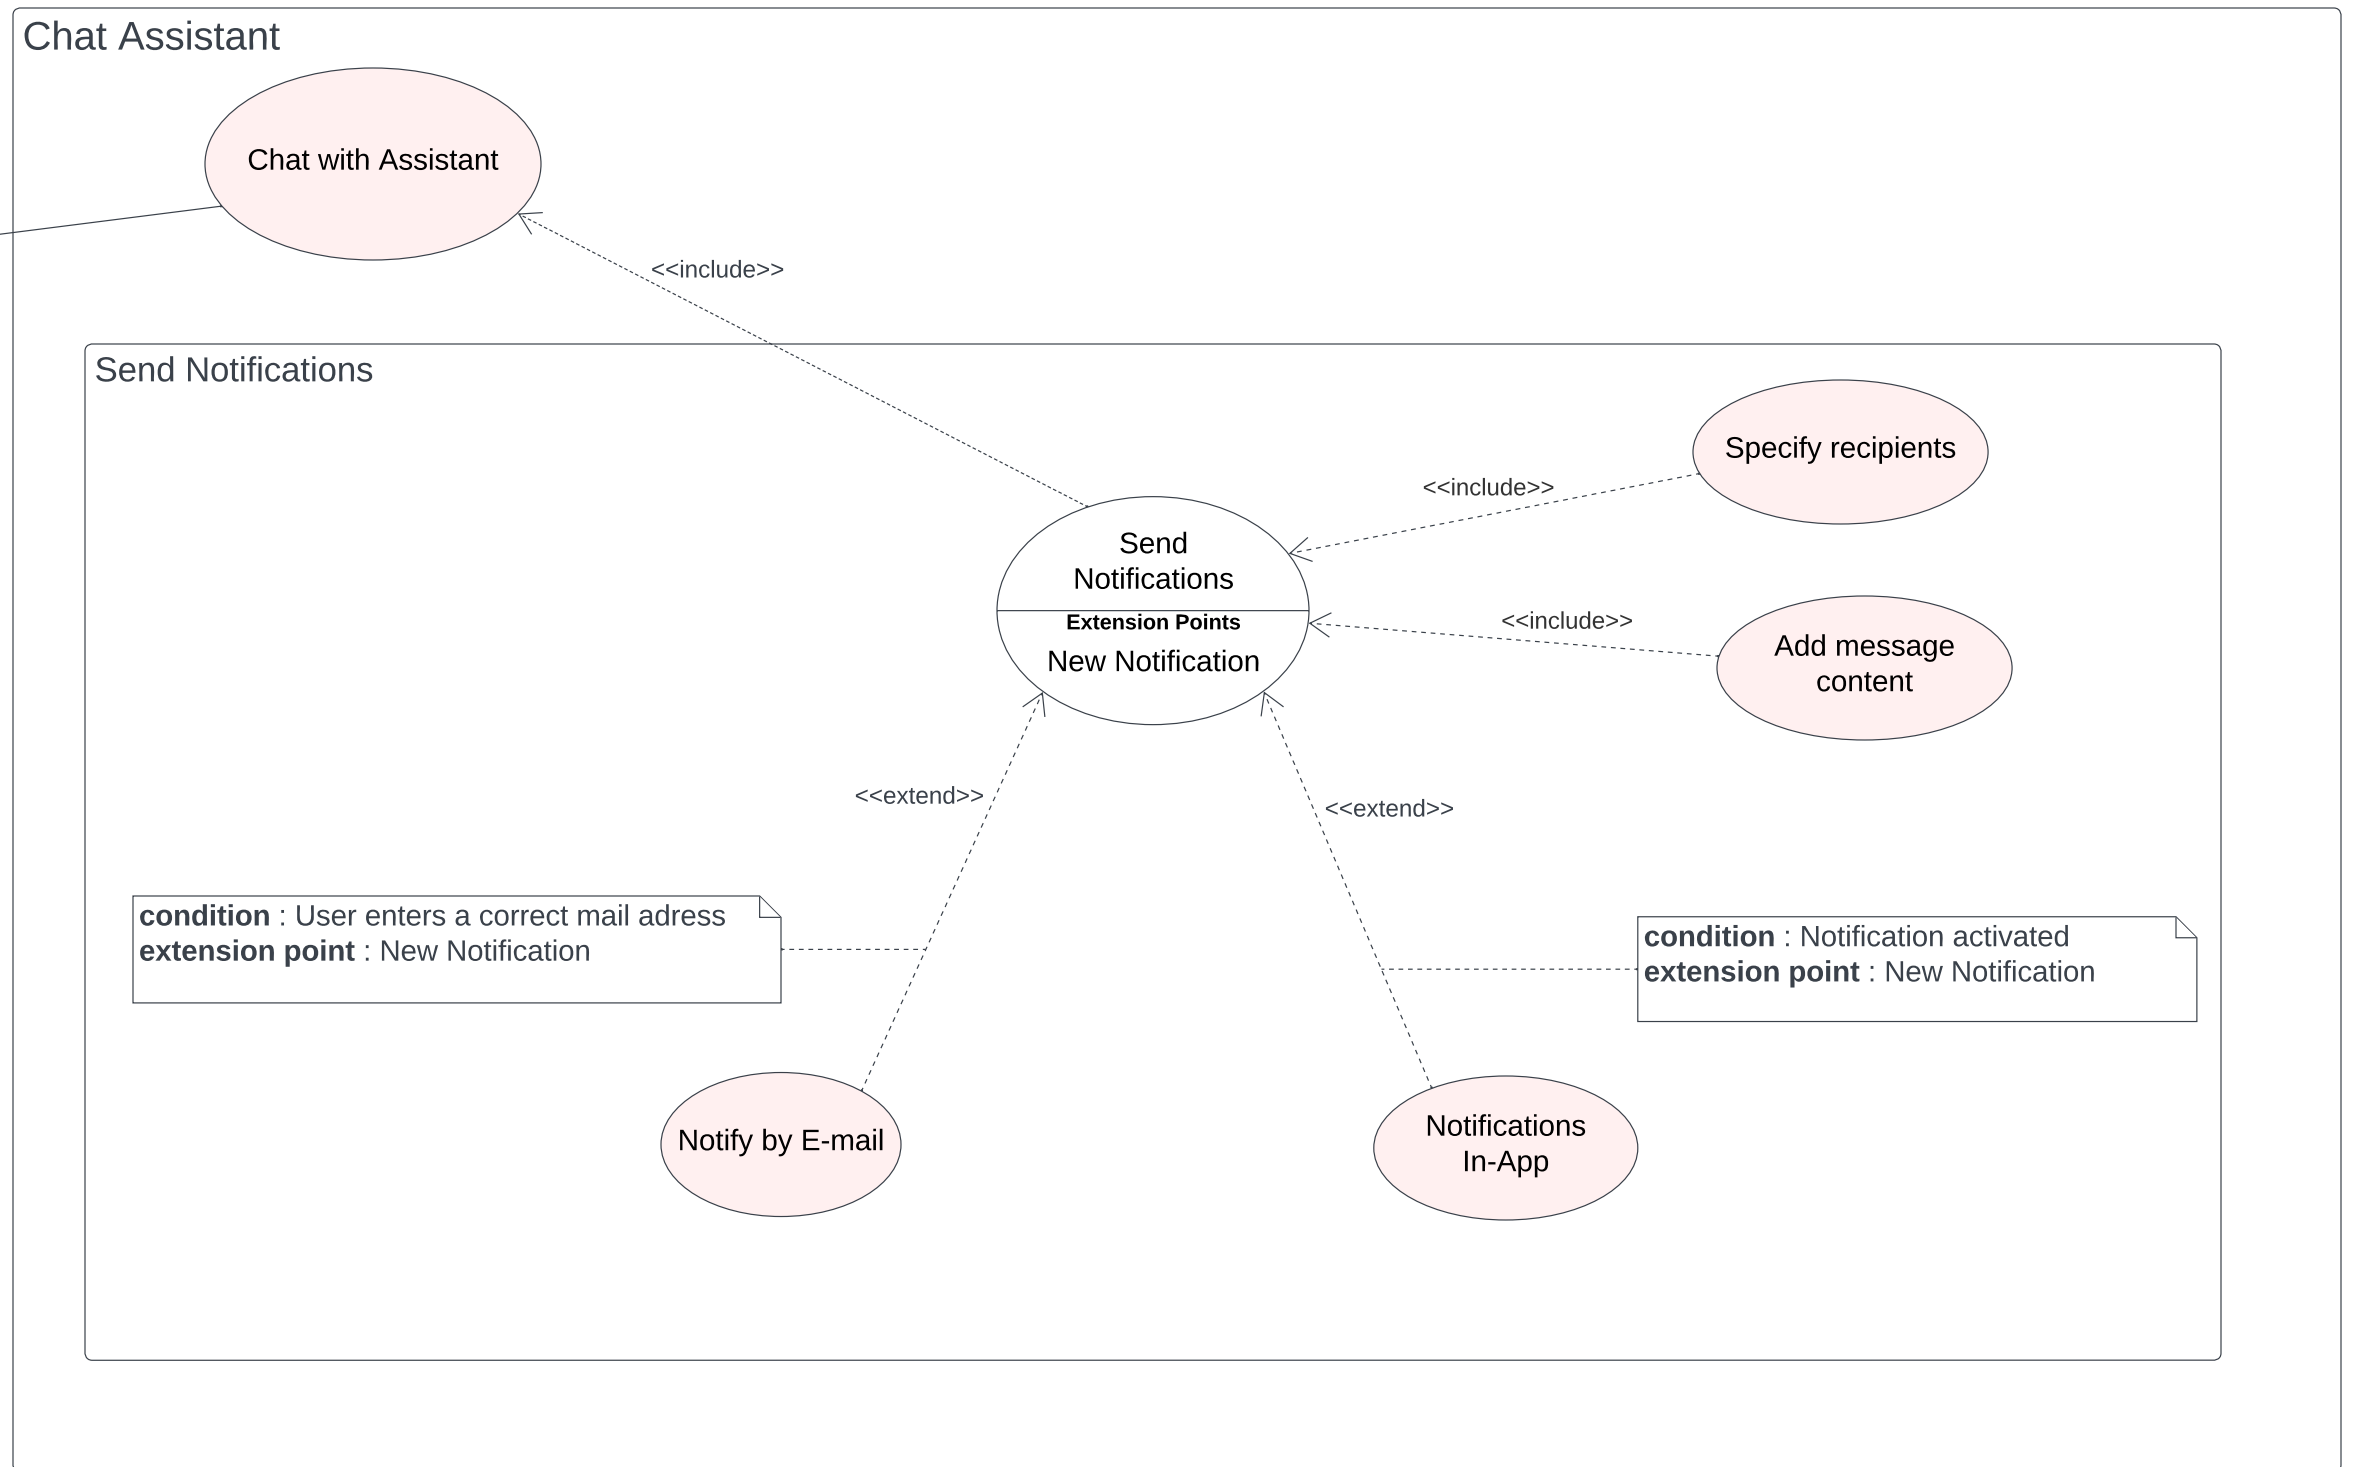 Chat Assistant
Chat with Assistant
<<include>>
Send Notifications
Specify recipients
<<include>>
Send
Notifications
Extension Points
New Notification
<<include>>
Add message
content
<<extend>>
<<extend>>
condition : User enters a correct mail adress
extension point : New Notification
condition : Notification activated
extension point : New Notification
Notify by E-mail
Notifications
In-App